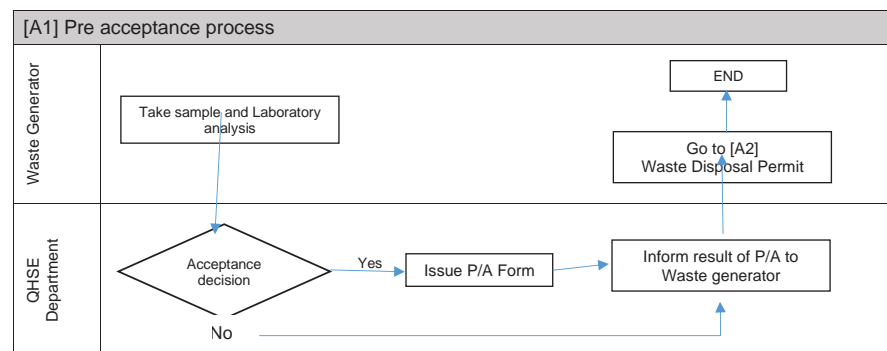 [A1] Pre acceptance process
Waste Generator
Take sample and Laboratory
analysis
END
Go to [A2]
Waste Disposal Permit
QHSE
Department
Acceptance
decision
Yes
Issue P/A Form
Inform result of P/A to
Waste generator
No